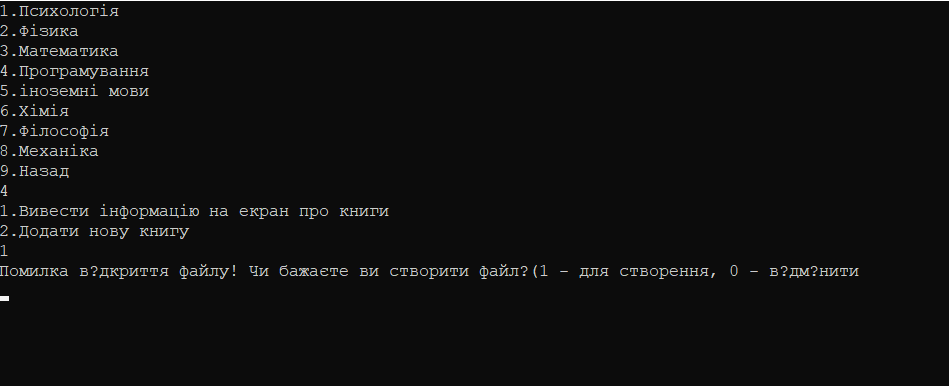 1.Психологія
2.Фізика
3.Математика
4.Програмування
5.іноземні мови
6.Хімія
7.Філософія
8.Механіка
9.Назад
4
1.Вивести інформацію на екран про книги
2.Додати нову книгу
1
Помилка в?дкриття файлу! Чи бажаєте ви створити файл?(1 - для створення, 0 - в?дм?нити